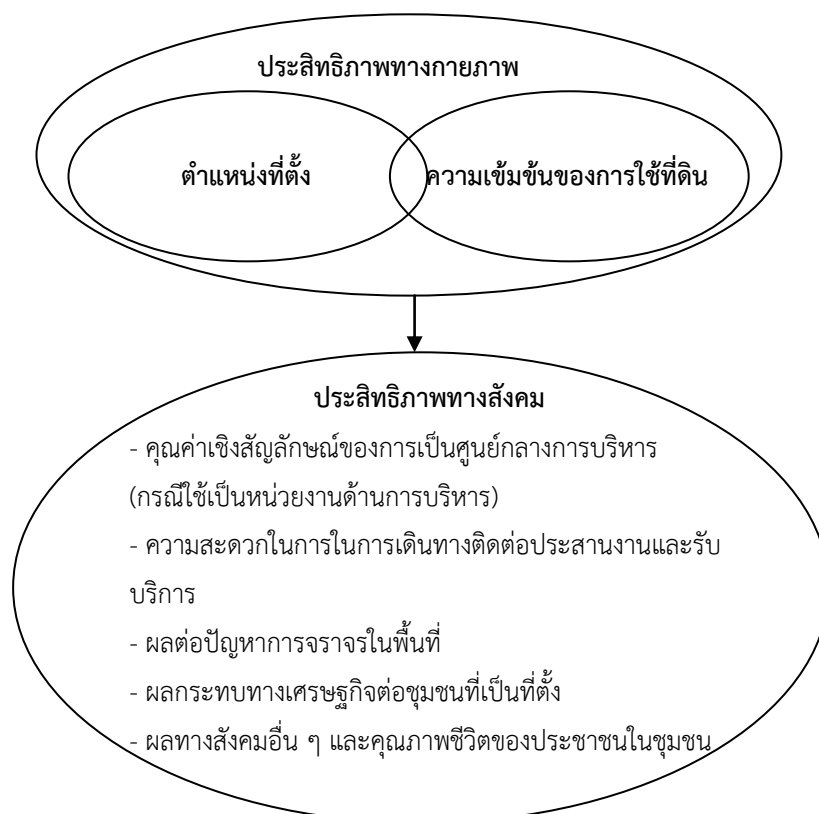 ประสิทธิภาพทางกายภาพ
ตำแหน่งที่ตั้ง
ความเข้มข้นของการใช้ที่ดิน
ประสิทธิภาพทางสังคม
- คุณค่าเชิงสัญลักษณ์ของการเป็นศูนย์กลางการบริหาร
(กรณีใช้เป็นหน่วยงานด้านการบริหาร)
- ความสะดวกในการในการเดินทางติดต่อประสานงานและรับ
บริการ
- ผลต่อปัญหาการจราจรในพื้นที่
- ผลกระทบทางเศรษฐกิจต่อชุมชนที่เป็นที่ตั้ง
- ผลทางสังคมอื่น ๆ และคุณภาพชีวิตของประชาชนในชุมชน